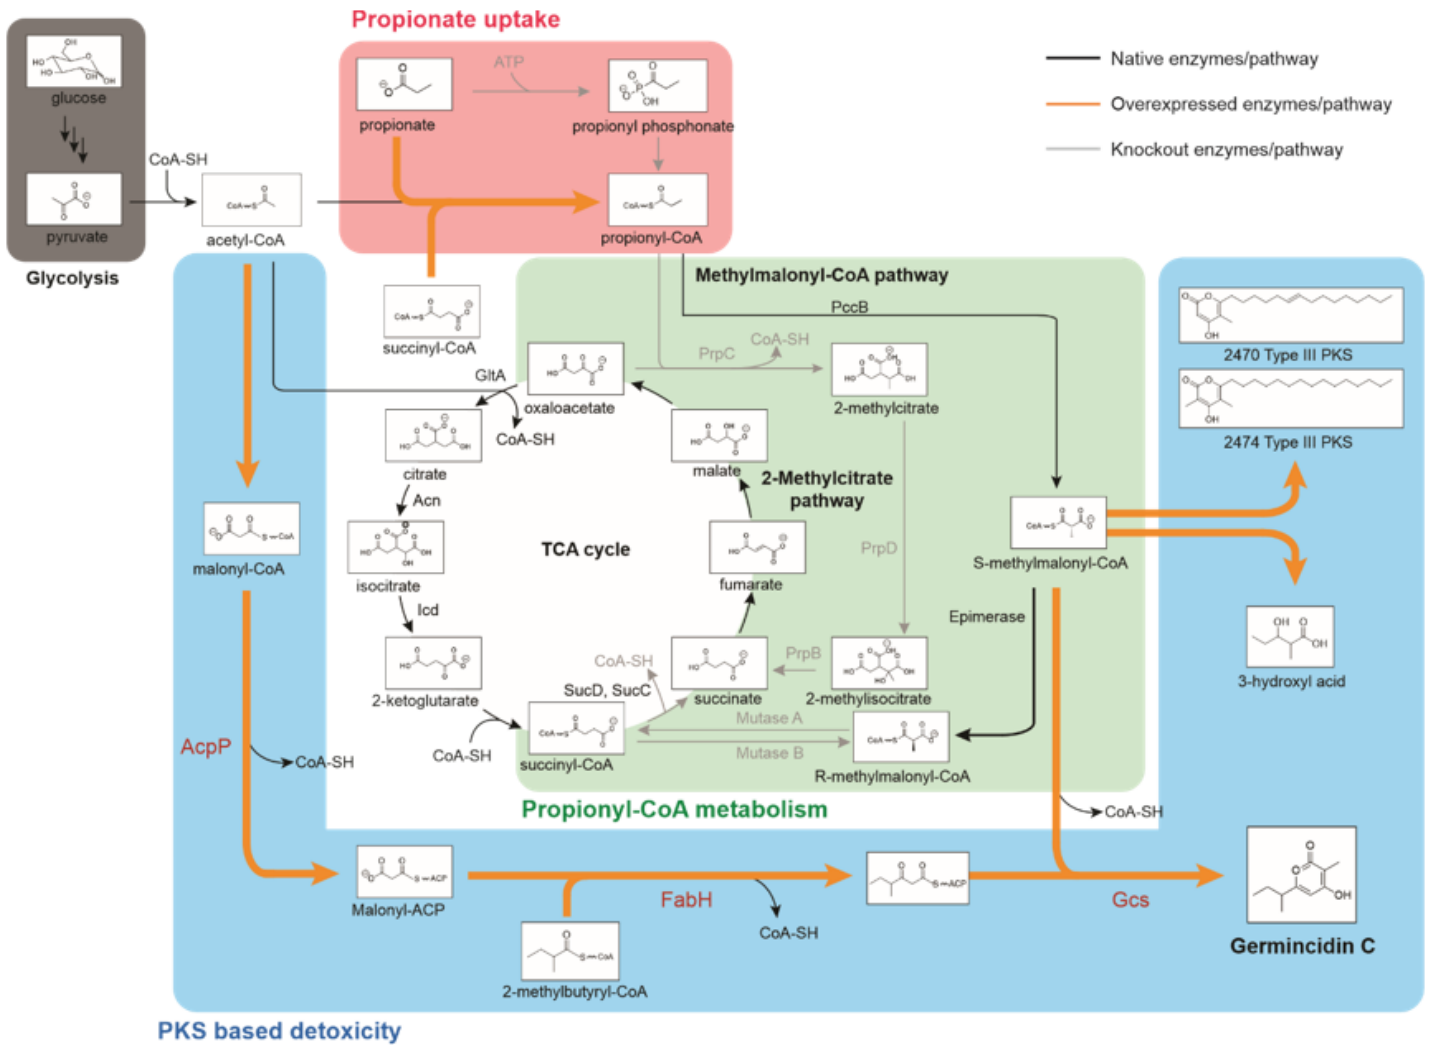 Propionate uptake
glucose
pyruvate
Glycolysis
CoA-SH
acetyl-CoA
propionate
ATP
propionyl phosphonate
propionyl-CoA
succinyl-CoA
Native enzymes/pathway
Overexpressed enzymes/pathway
Knockout enzymes/pathway
Methylmalonyl-CoA pathway
PccB
PrpC
CoA-SH
2-methylcitrate
GltA
oxaloacetate
CoA-SH
citrate
Acn
isocitrate
Icd
2-ketoglutarate
CoA-SH
succinyl-CoA
SucD, SucC
CoA-SH
succinate
fumarate
malate
TCA cycle
2-Methylcitrate
pathway
PrpD
PrpB
2-methylisocitrate
Mutase A
Mutase B
R-methylmalonyl-CoA
Epimerase
S-methylmalonyl-CoA
Propionyl-CoA metabolism
2470 Type III PKS
2474 Type III PKS
3-hydroxyl acid
malonyl-CoA
AcpP
CoA-SH
Malonyl-ACP
2-methylbutyryl-CoA
FabH
CoA-SH
CoA-SH
Gcs
Germincidin C
PKS based detoxicity